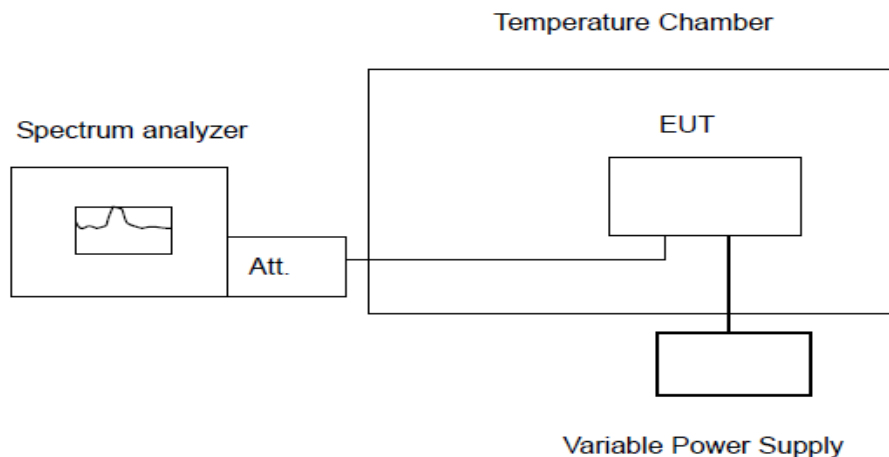 Temperature Chamber
Spectrum analyzer
EUT
Att.
Variable Power Supply